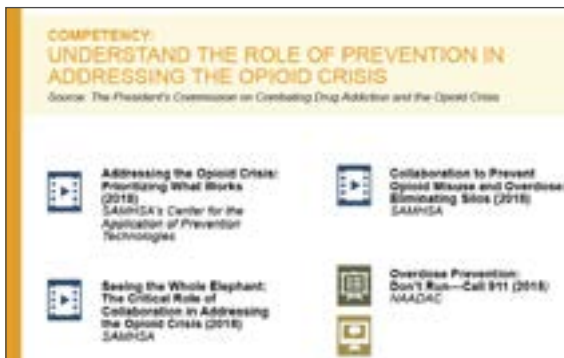 COMPETENCY:
UNDERSTAND THE ROLE OF PREVENTION IN
ADDRESSING THE OPIOID CRISIS
Source: The President's Commission on Combating Drug Addiction and the Opioid Crisis
Addressing the Opioid Crisis:
Prioritizing What Works
(2018)
SAMHSA's Center for the
Application of Prevention
Technologies
Seeing the Whole Elephant:
The Critical Role of
Collaboration in Addressing
the Opioid Crisis (2018)
SAMHSA
Collaboration to Prevent
Opioid Misuse and Overdose:
Eliminating Silos (2018)
SAMHSA
Overdose Prevention:
Don't Run—Call 911 (2018)
NAADAC